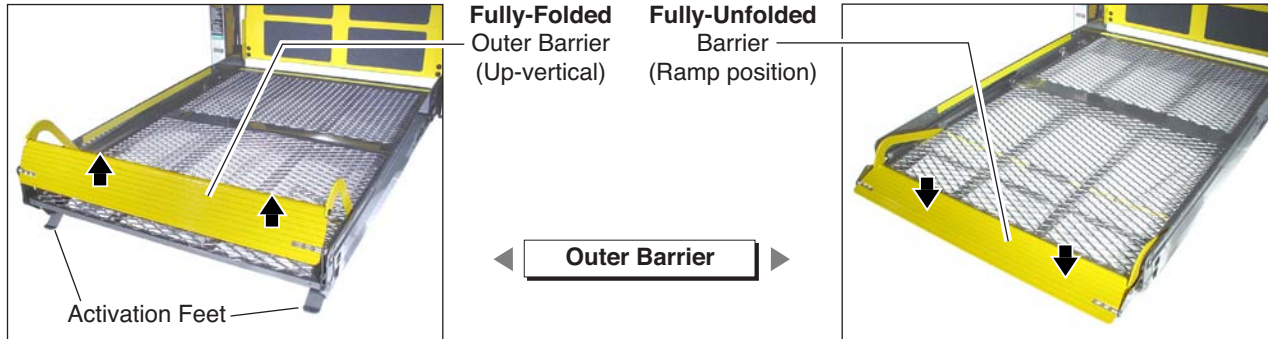 Fully-Folded
Outer Barrier
(Up-vertical)
Fully-Unfolded
Barrier
(Ramp position)
Outer Barrier
Activation Feet